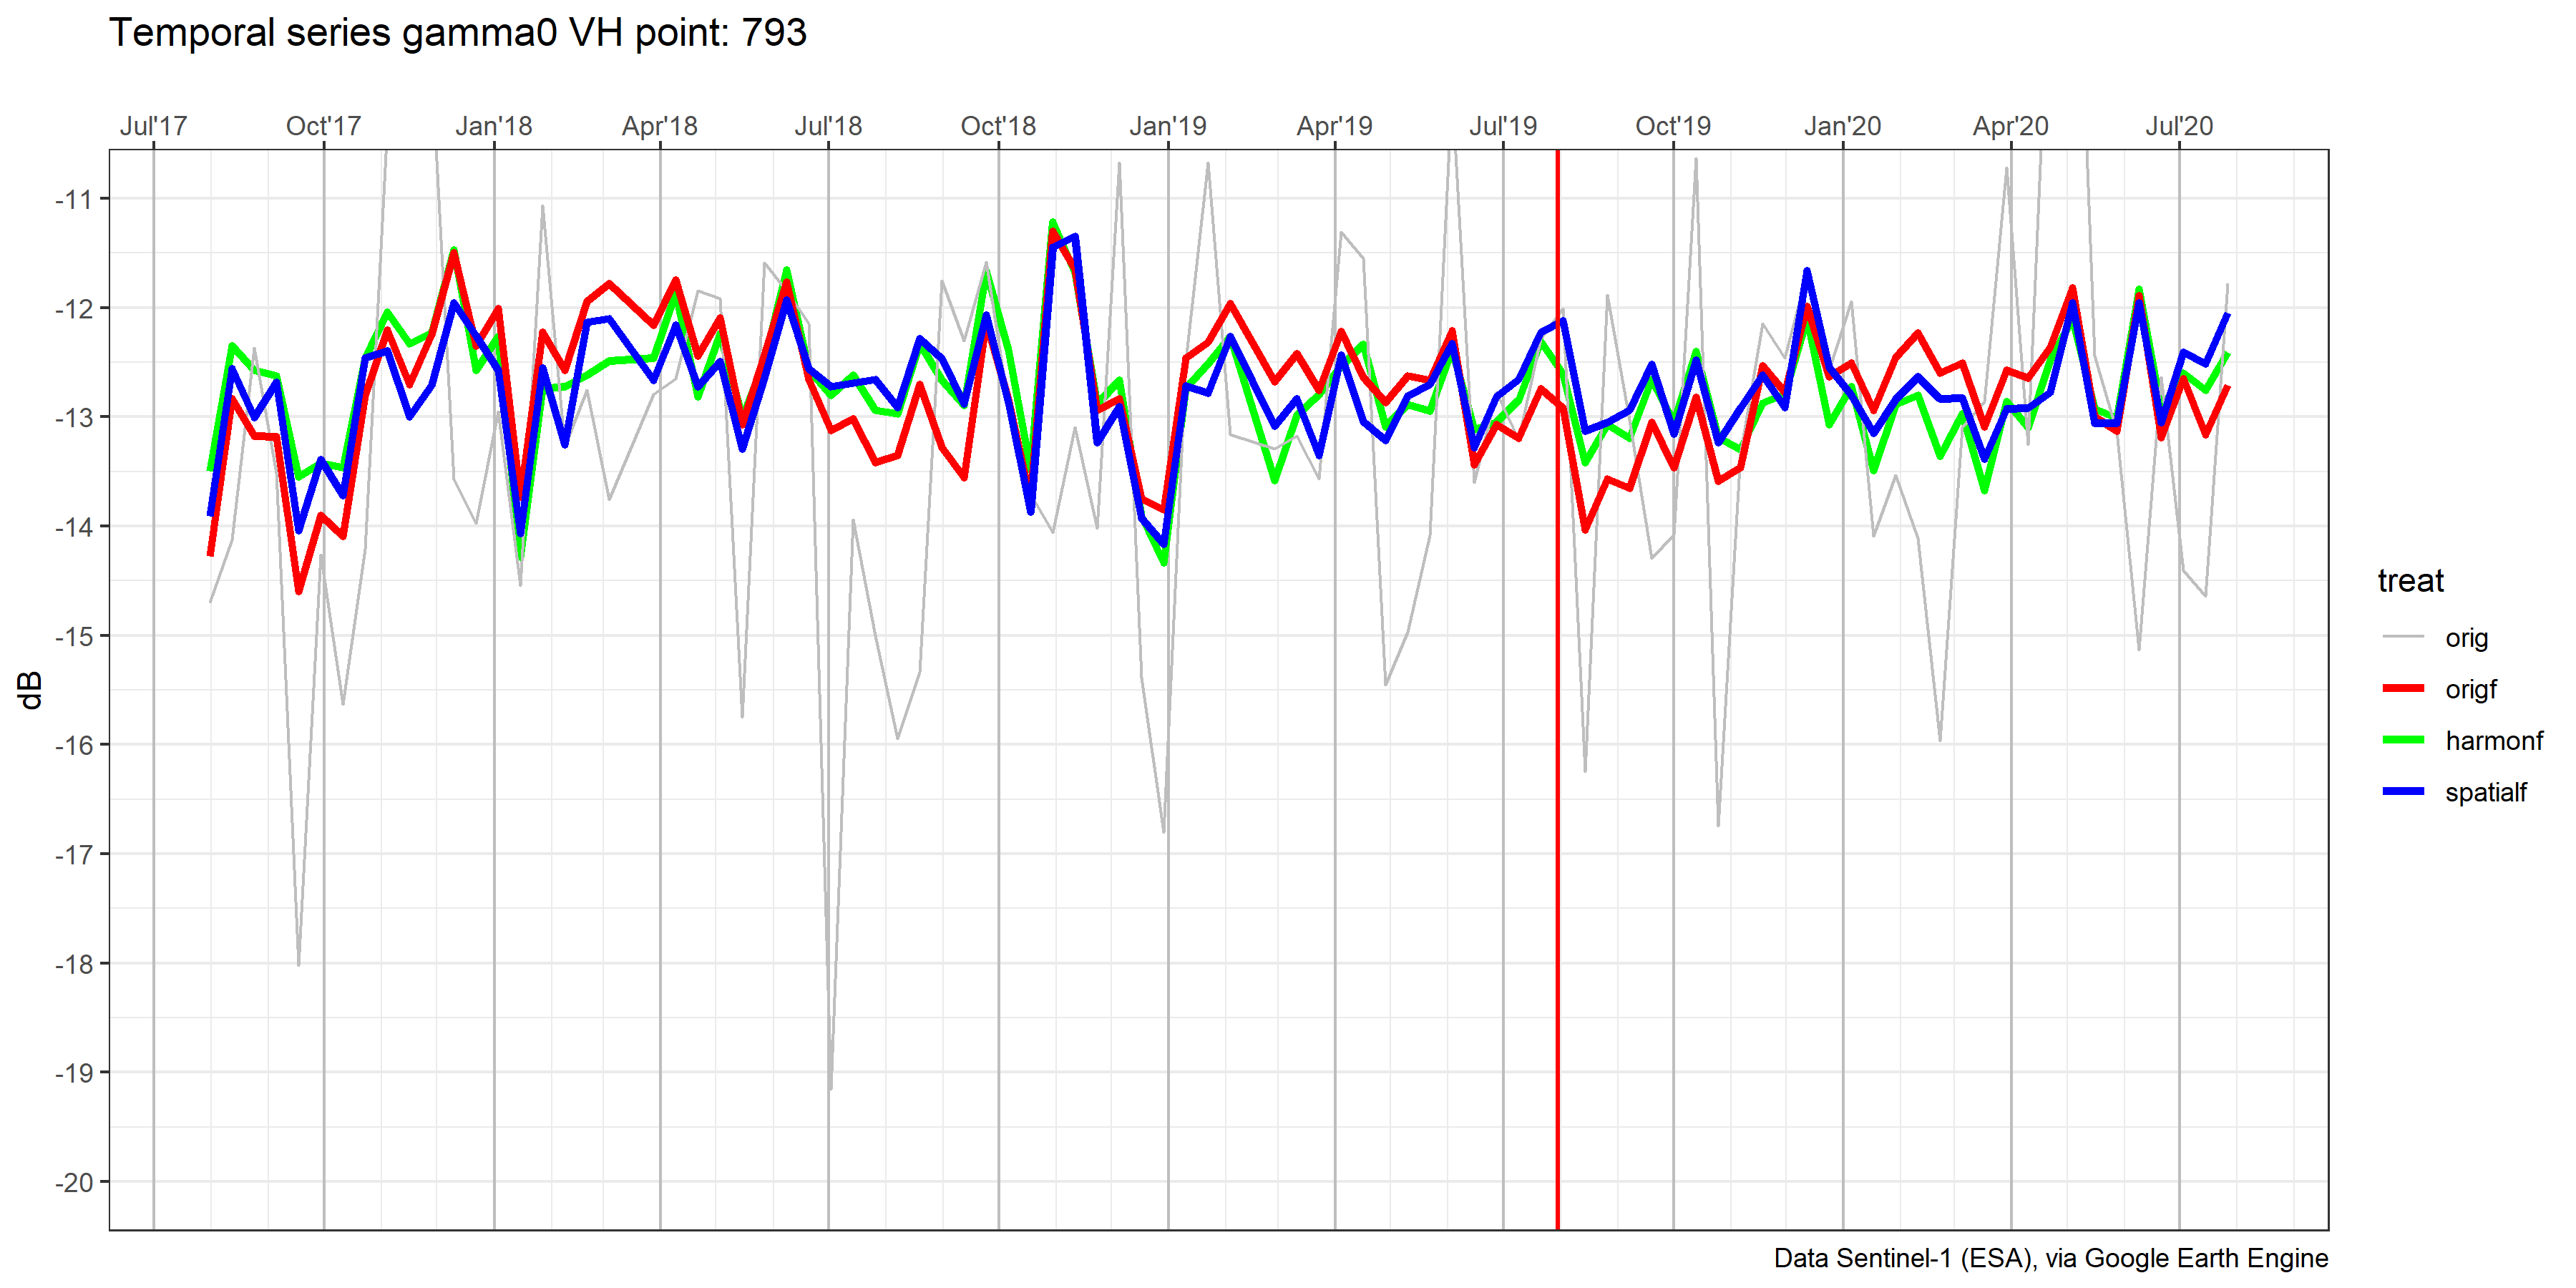 Temporal series gamma0 VH point: 793
Jul'17 Oct'17 Jan'18 Apr'18 Jul'18 Oct'18 Jan'19 Apr'19 Jul'19 Oct'19 Jan'20 Apr'20 Jul'20
-11
-12
-13
-14
-15
-16
-17
-18
-19
-20
dB
treat
orig
origf
harmonf
spatialf
Data Sentinel-1 (ESA), via Google Earth Engine